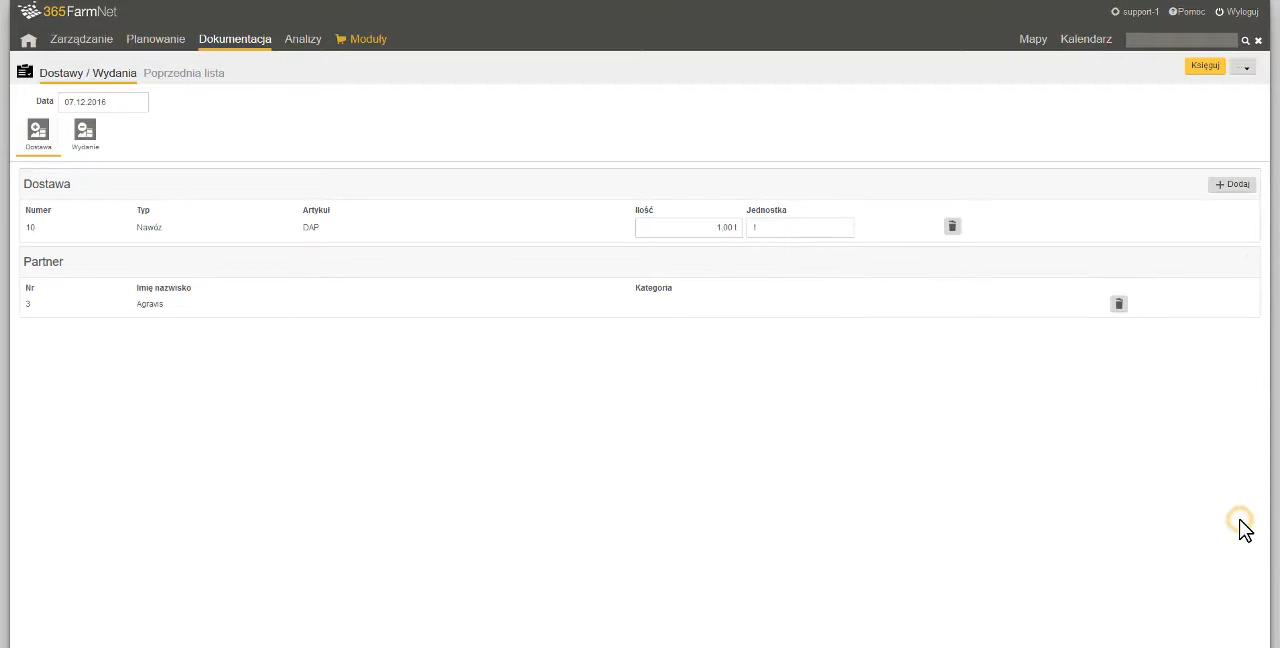 365FarmNet
support-1 Pomoc Wyloguj
Zarządzanie Planowanie Dokumentacja Analizy Moduły Mapy Kalendarz
Dostawy / Wydania Poprzednia lista Księguj
Data 07.12.2016
Dostawa Wydanie
Dostawa + Dodaj
Numer Typ Artykuł Ilość Jednostka
10 Nawóz DAP 1,00 t
Partner
Nr Imię nazwisko Kategoria
3 Agravis